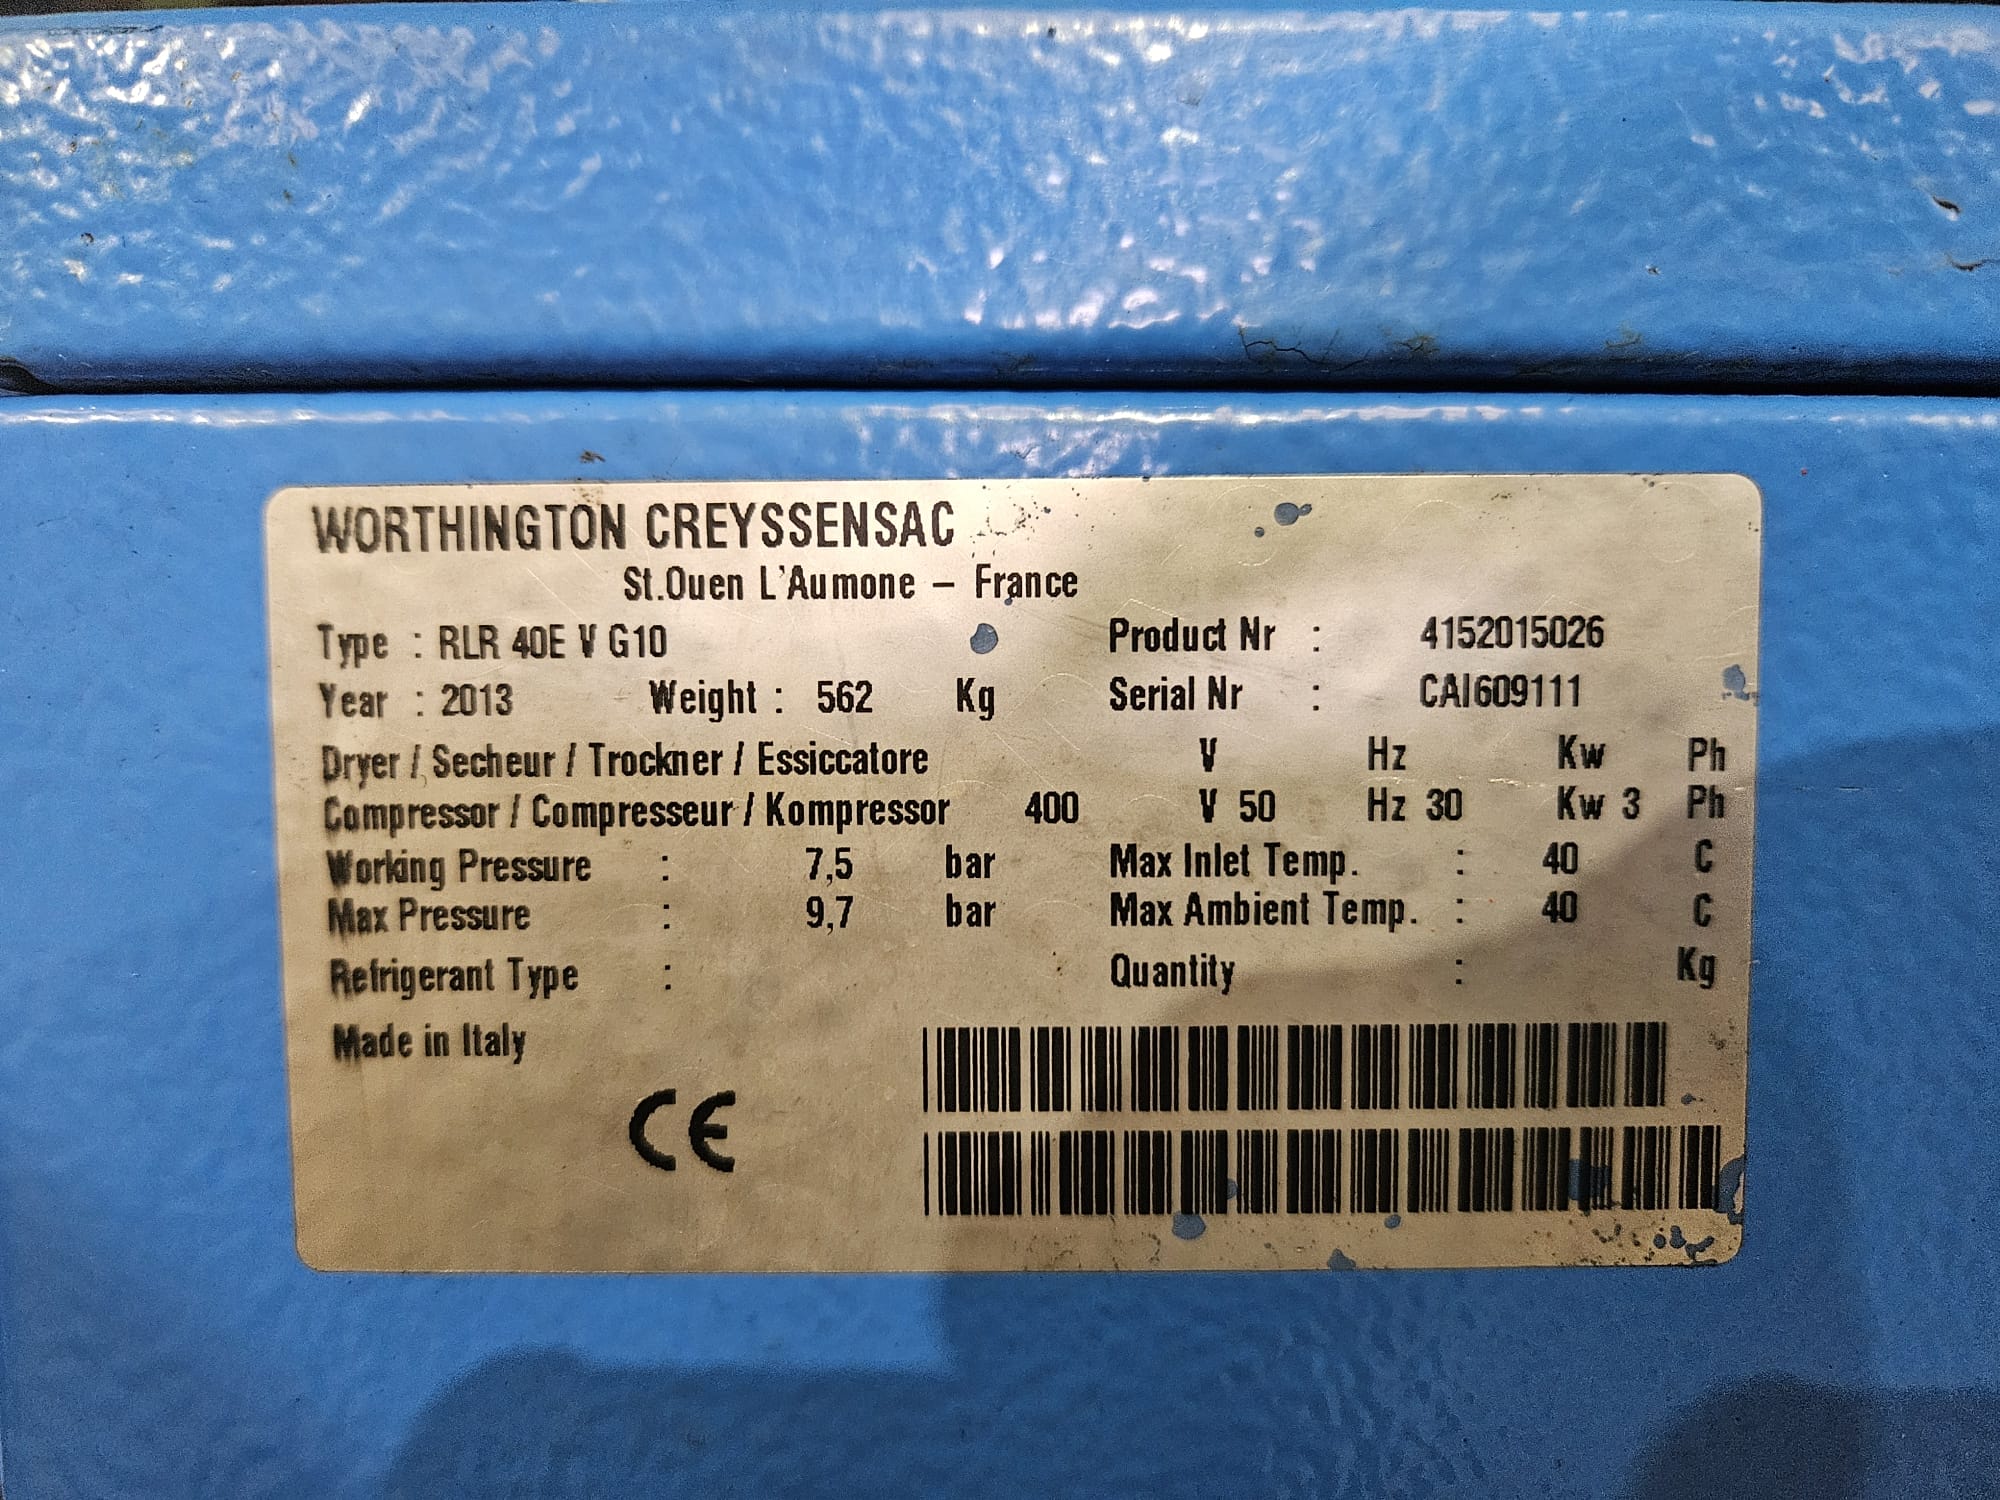 WORTHINGTON CREYSSENSAC
St.Ouen L'Aumone – France
Type : RLR 40E V G10 Product Nr : 4152015026
Year : 2013 Weight : 562 Kg Serial Nr : CAI609111
Dryer / Secheur / Trockner / Essiccatore V Hz Kw Ph
Compressor / Compresseur / Kompressor 400 V 50 Hz 30 Kw 3 Ph
Working Pressure : 7,5 bar Max Inlet Temp. : 40 C
Max Pressure : 9,7 bar Max Ambient Temp. : 40 C
Refrigerant Type : Quantity : Kg
Made in Italy
CE